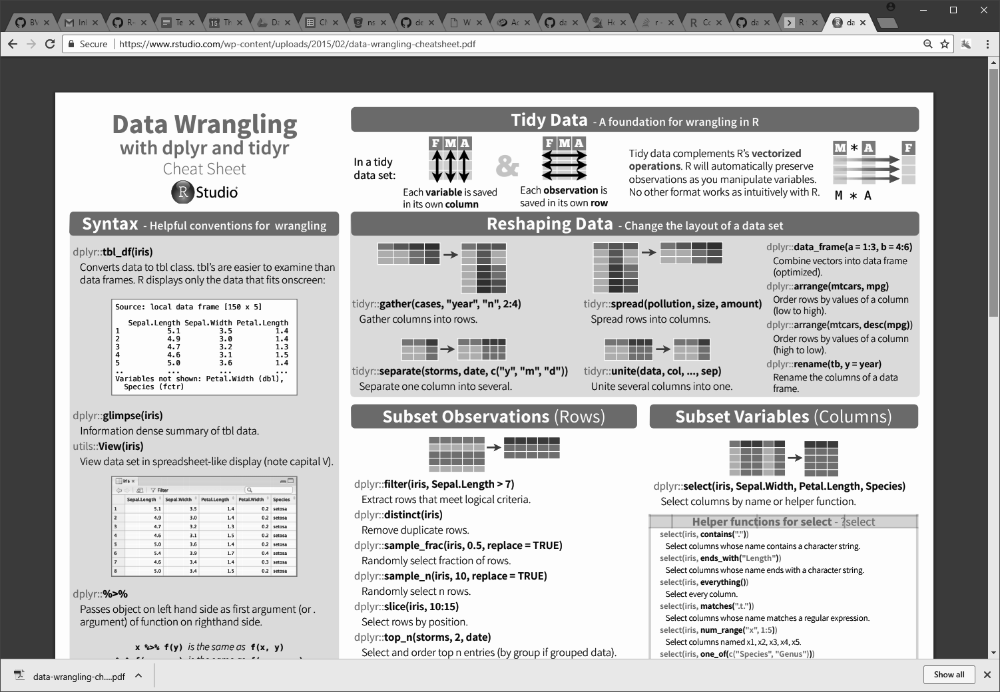 BV
In
R-
Te
15
Th
Da
Cl
ns
de
W
Ac
da
Ho
r -
Co
da
R
da
Secure
https://www.rstudio.com/wp-content/uploads/2015/02/data-wrangling-cheatsheet.pdf
Data Wrangling
with dplyr and tidyr
Cheat Sheet
R Studio
Syntax - Helpful conventions for wrangling
dplyr::tbl_df(iris)
Converts data to tbl class. tbl's are easier to examine than
data frames. R displays only the data that fits onscreen:
Source: local data frame [150 x 5]
Sepal.Length Sepal.Width Petal.Length
1 5.1 3.5 1.4
2 4.9 3.0 1.4
3 4.7 3.2 1.3
4 4.6 3.1 1.5
5 5.0 3.6 1.4
.. ... ... ...
Variables not shown: Petal.Width (dbl),
Species (fctr)
dplyr::glimpse(iris)
Information dense summary of tbl data.
utils::View(iris)
View data set in spreadsheet-like display (note capital V).
iris ×
Filter
Sepal.Length Sepal.Width Petal.Length Petal.Width Species
1 5.1 3.5 1.4 0.2 setosa
2 4.9 3.0 1.4 0.2 setosa
3 4.7 3.2 1.3 0.2 setosa
4 4.6 3.1 1.5 0.2 setosa
5 5.0 3.6 1.4 0.2 setosa
6 5.4 3.9 1.7 0.4 setosa
7 4.6 3.4 1.4 0.3 setosa
8 5.0 3.4 1.5 0.2 setosa
dplyr::%>%
Passes object on left hand side as first argument (or .
argument) of function on righthand side.
x %>% f(y) is the same as f(x, y)
Tidy Data - A foundation for wrangling in R
In a tidy
data set:
F M A
Each variable is saved
in its own column
&
F M A
Each observation is
saved in its own row
Tidy data complements R's vectorized
operations. R will automatically preserve
observations as you manipulate variables.
No other format works as intuitively with R.
M * A F
M * A
Reshaping Data - Change the layout of a data set
tidyr::gather(cases, "year", "n", 2:4)
Gather columns into rows.
tidyr::spread(pollution, size, amount)
Spread rows into columns.
tidyr::separate(storms, date, c("y", "m", "d"))
Separate one column into several.
tidyr::unite(data, col, ..., sep)
Unite several columns into one.
dplyr::data_frame(a = 1:3, b = 4:6)
Combine vectors into data frame
(optimized).
dplyr::arrange(mtcars, mpg)
Order rows by values of a column
(low to high).
dplyr::arrange(mtcars, desc(mpg))
Order rows by values of a column
(high to low).
dplyr::rename(tb, y = year)
Rename the columns of a data
frame.
Subset Observations (Rows)
dplyr::filter(iris, Sepal.Length > 7)
Extract rows that meet logical criteria.
dplyr::distinct(iris)
Remove duplicate rows.
dplyr::sample_frac(iris, 0.5, replace = TRUE)
Randomly select fraction of rows.
dplyr::sample_n(iris, 10, replace = TRUE)
Randomly select n rows.
dplyr::slice(iris, 10:15)
Select rows by position.
dplyr::top_n(storms, 2, date)
Select and order top n entries (by group if grouped data).
Subset Variables (Columns)
dplyr::select(iris, Sepal.Width, Petal.Length, Species)
Select columns by name or helper function.
Helper functions for select - ?select
select(iris, contains("."))
Select columns whose name contains a character string.
select(iris, ends_with("Length"))
Select columns whose name ends with a character string.
select(iris, everything())
Select every column.
select(iris, matches(".t."))
Select columns whose name matches a regular expression.
select(iris, num_range("x", 1:5))
Select columns named x1, x2, x3, x4, x5.
select(iris, one_of(c("Species", "Genus")))
data-wrangling-ch....pdf
Show all